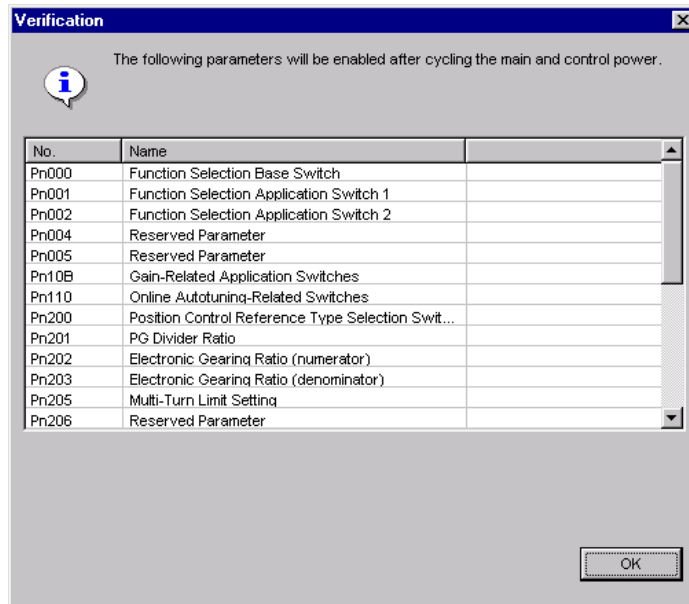 Verification
The following parameters will be enabled after cycling the main and control power.
No. Name
Pn000 Function Selection Base Switch
Pn001 Function Selection Application Switch 1
Pn002 Function Selection Application Switch 2
Pn004 Reserved Parameter
Pn005 Reserved Parameter
Pn10B Gain-Related Application Switches
Pn110 Online Autotuning-Related Switches
Pn200 Position Control Reference Type Selection Swit...
Pn201 PG Divider Ratio
Pn202 Electronic Gearing Ratio (numerator)
Pn203 Electronic Gearing Ratio (denominator)
Pn205 Multi-Turn Limit Setting
Pn206 Reserved Parameter
OK